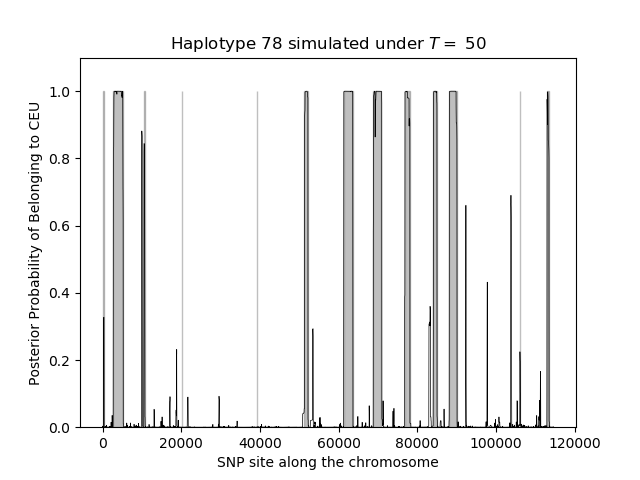 Haplotype 78 simulated under T = 50
Posterior Probability of Belonging to CEU
1.0
0.8
0.6
0.4
0.2
0.0
0 20000 40000 60000 80000 100000 120000
SNP site along the chromosome